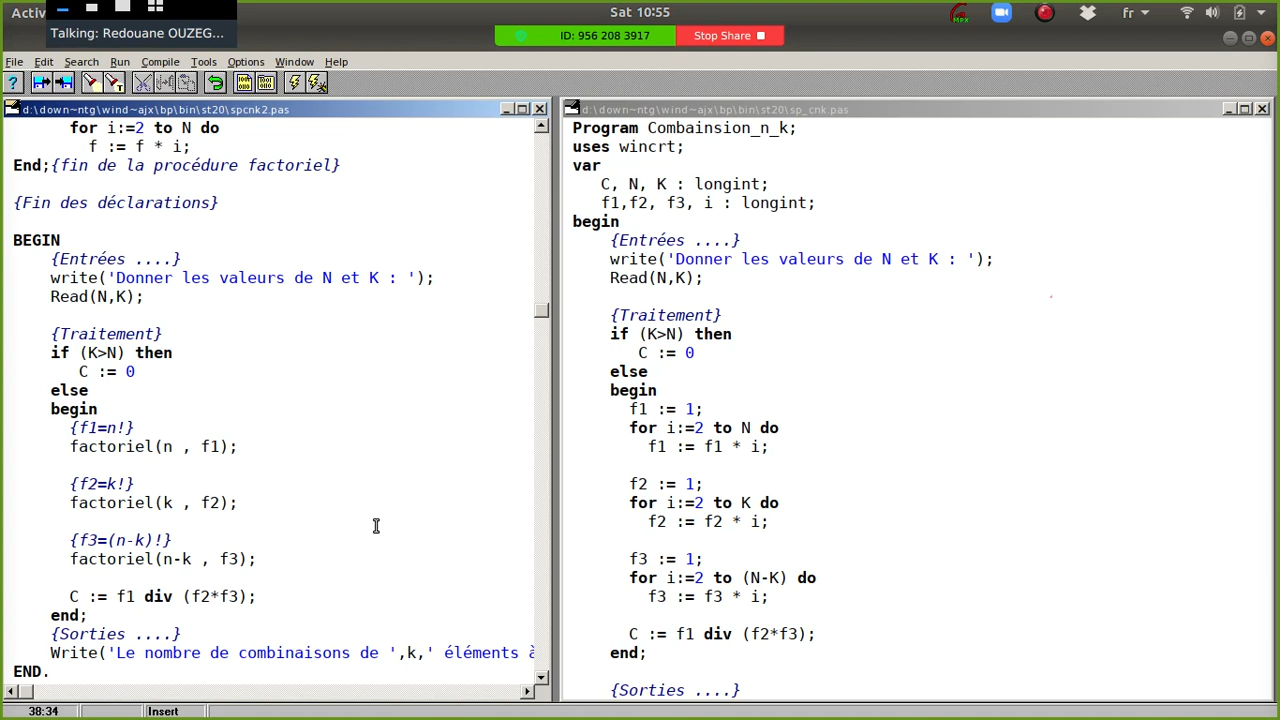 Activ
Sat 10:55
fr
Talking: Redouane OUZEG...
ID: 956 208 3917
Stop Share
File Edit Search Run Compile Tools Options Window Help
d:\down~ntg\wind~ajx\bp\bin\st20\spcnk2.pas
for i:=2 to N do
f := f * i;
End;{fin de la procédure factoriel}
{Fin des déclarations}
BEGIN
{Entrées ....}
write('Donner les valeurs de N et K : ');
Read(N,K);
{Traitement}
if (K>N) then
C := 0
else
begin
{f1=n!}
factoriel(n , f1);
{f2=k!}
factoriel(k , f2);
{f3=(n-k)!}
factoriel(n-k , f3);
C := f1 div (f2*f3);
end;
{Sorties ....}
Write('Le nombre de combinaisons de ',k,' éléments à
END.
d:\down~ntg\wind~ajx\bp\bin\st20\sp_cnk.pas
Program Combainsion_n_k;
uses wincrt;
var
C, N, K : longint;
f1,f2, f3, i : longint;
begin
{Entrées ....}
write('Donner les valeurs de N et K : ');
Read(N,K);
{Traitement}
if (K>N) then
C := 0
else
begin
f1 := 1;
for i:=2 to N do
f1 := f1 * i;
f2 := 1;
for i:=2 to K do
f2 := f2 * i;
f3 := 1;
for i:=2 to (N-K) do
f3 := f3 * i;
C := f1 div (f2*f3);
end;
{Sorties ....}
38:34 Insert